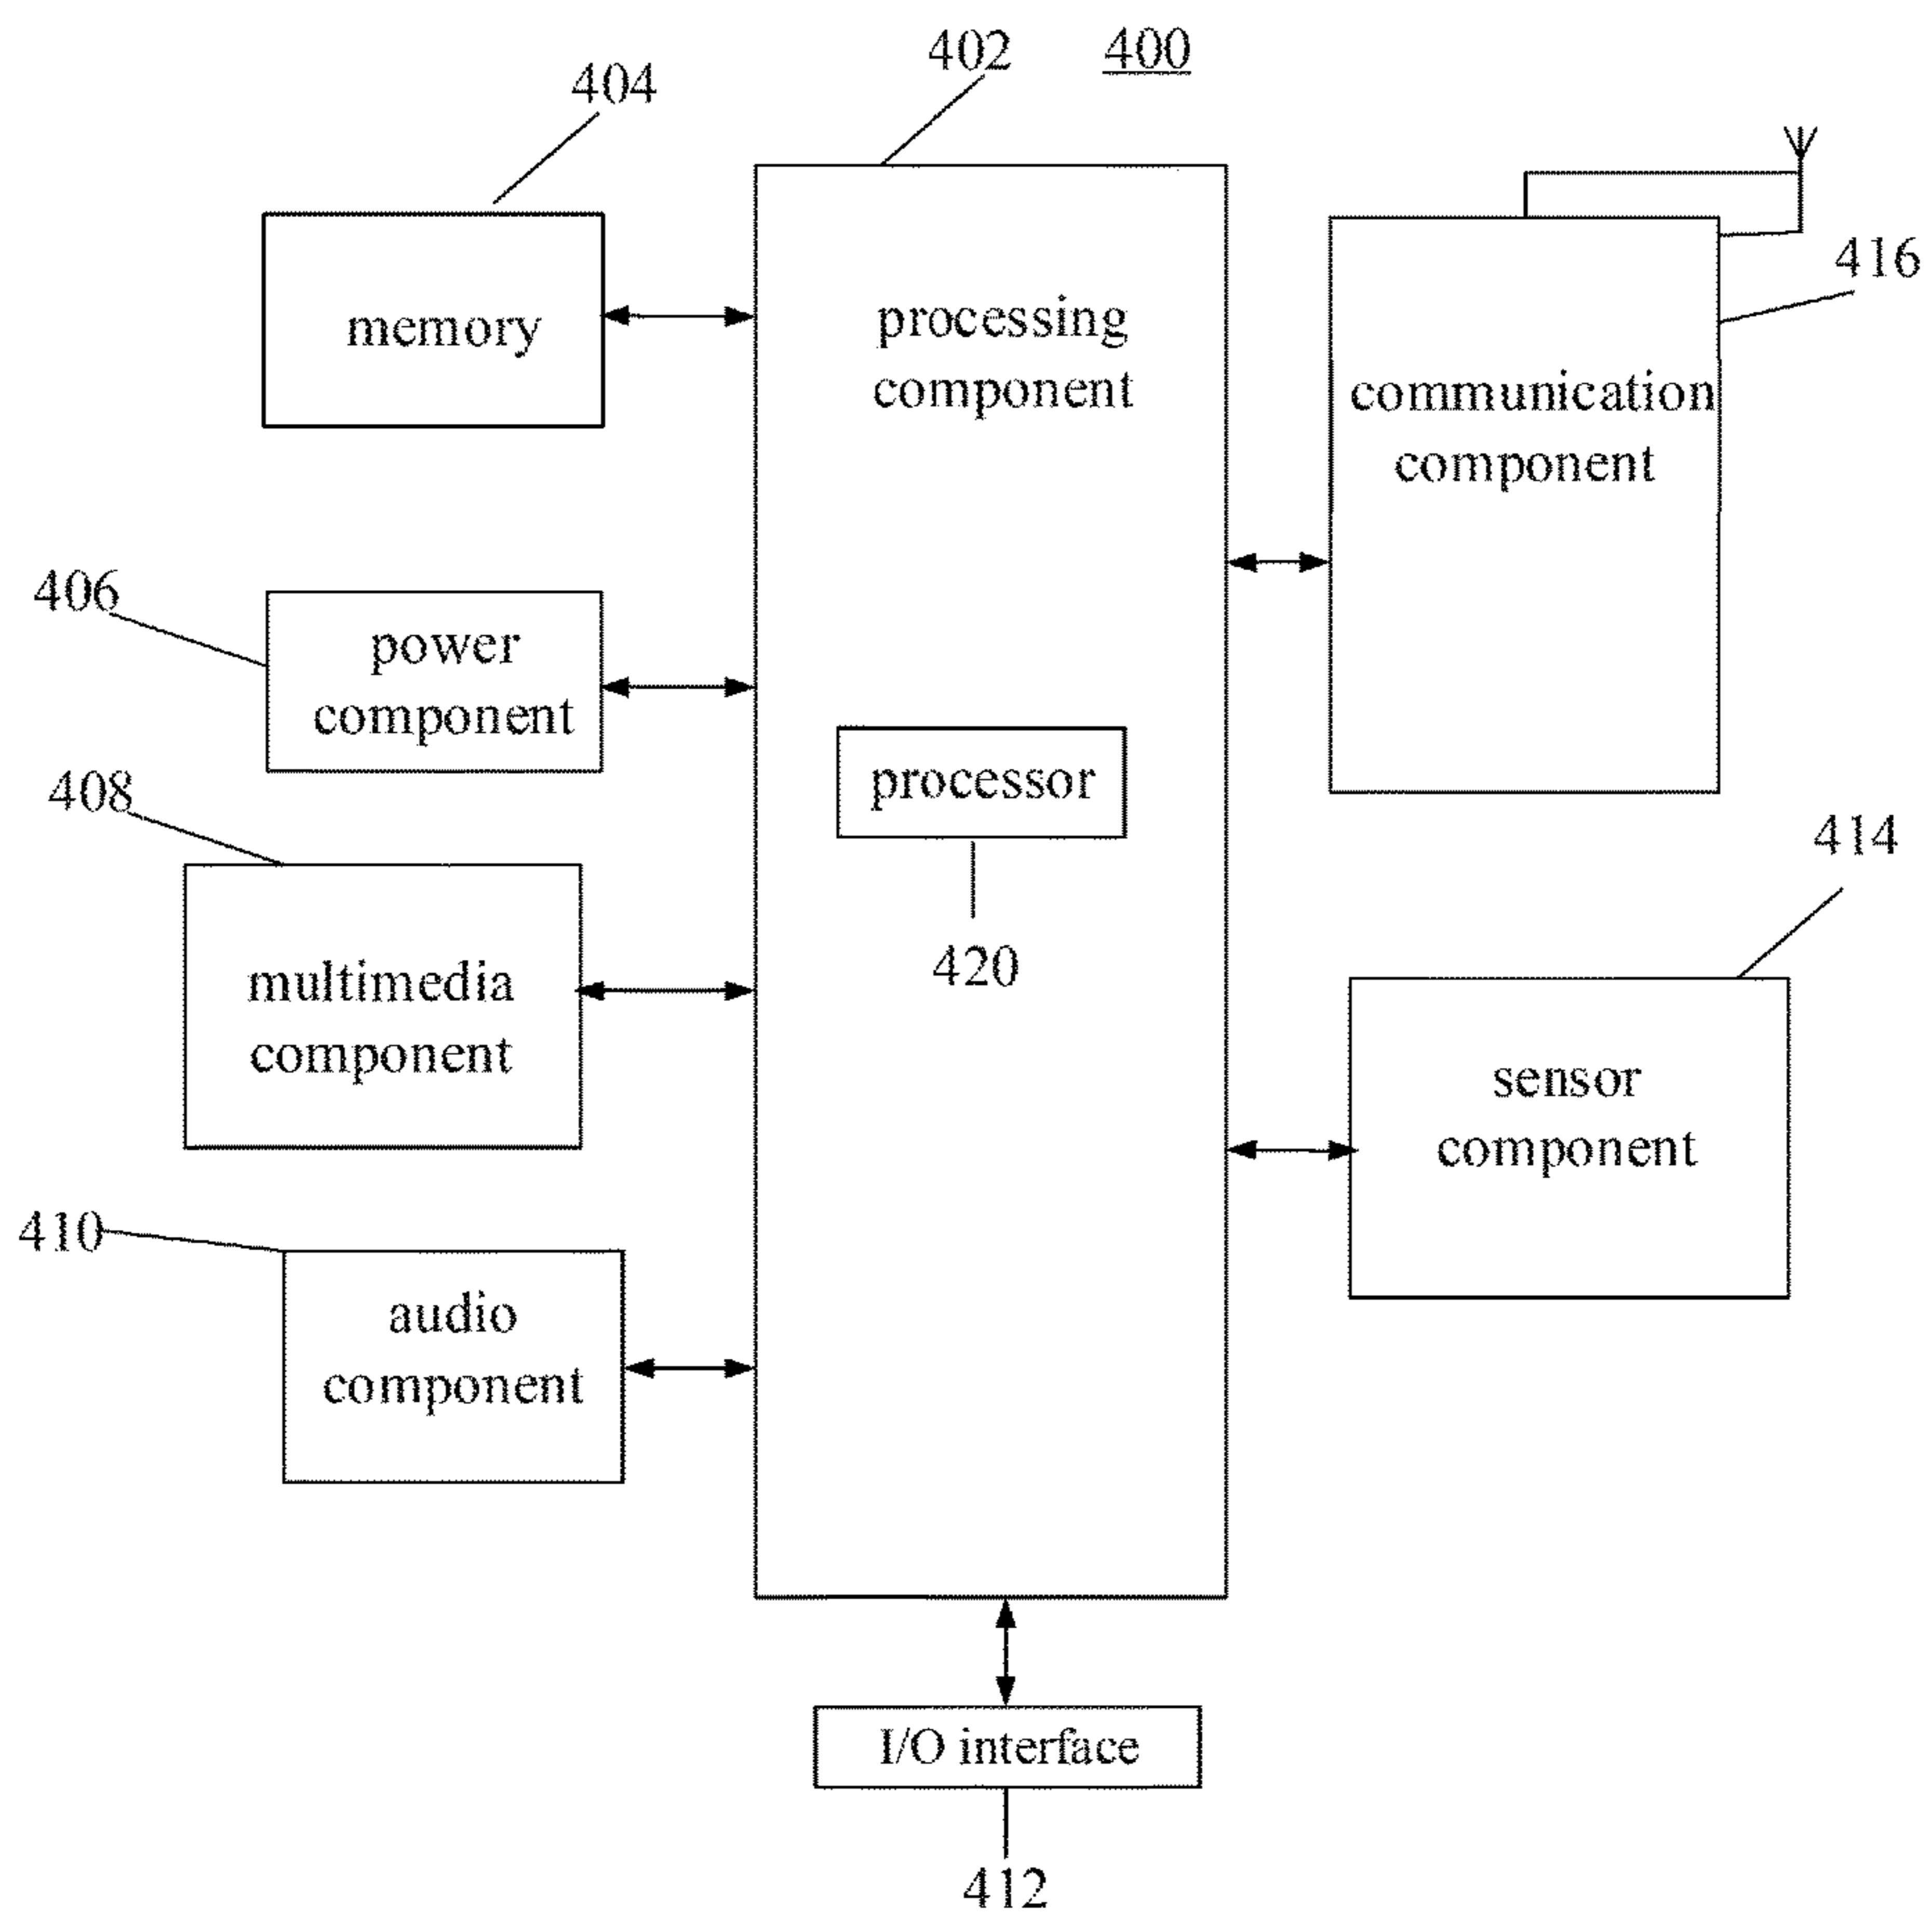 402
400
404
memory
processing
component
416
communication
component
406
power
component
408
processor
414
420
multimedia
component
sensor
component
410
audio
component
I/O interface
412